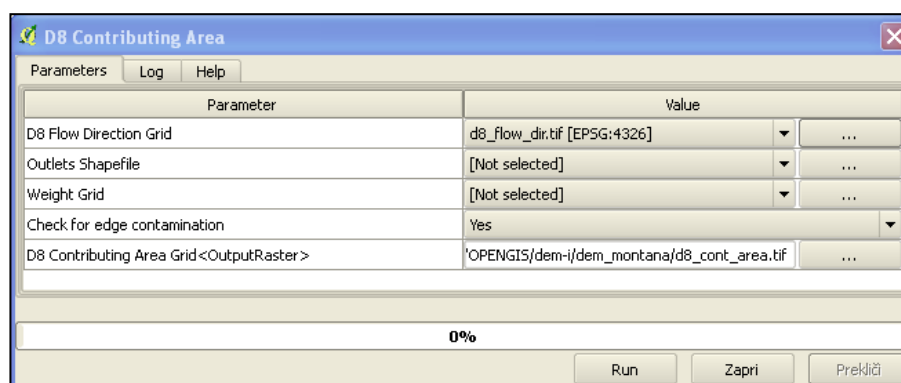 D8 Contributing Area
Parameters Log Help
Parameter Value
D8 Flow Direction Grid d8_flow_dir.tif [EPSG:4326] ...
Outlets Shapefile [Not selected] ...
Weight Grid [Not selected] ...
Check for edge contamination Yes
D8 Contributing Area Grid<OutputRaster> 'OPENGIS/dem-i/dem_montana/d8_cont_area.tif ...
0%
Run Zapri Prekliči